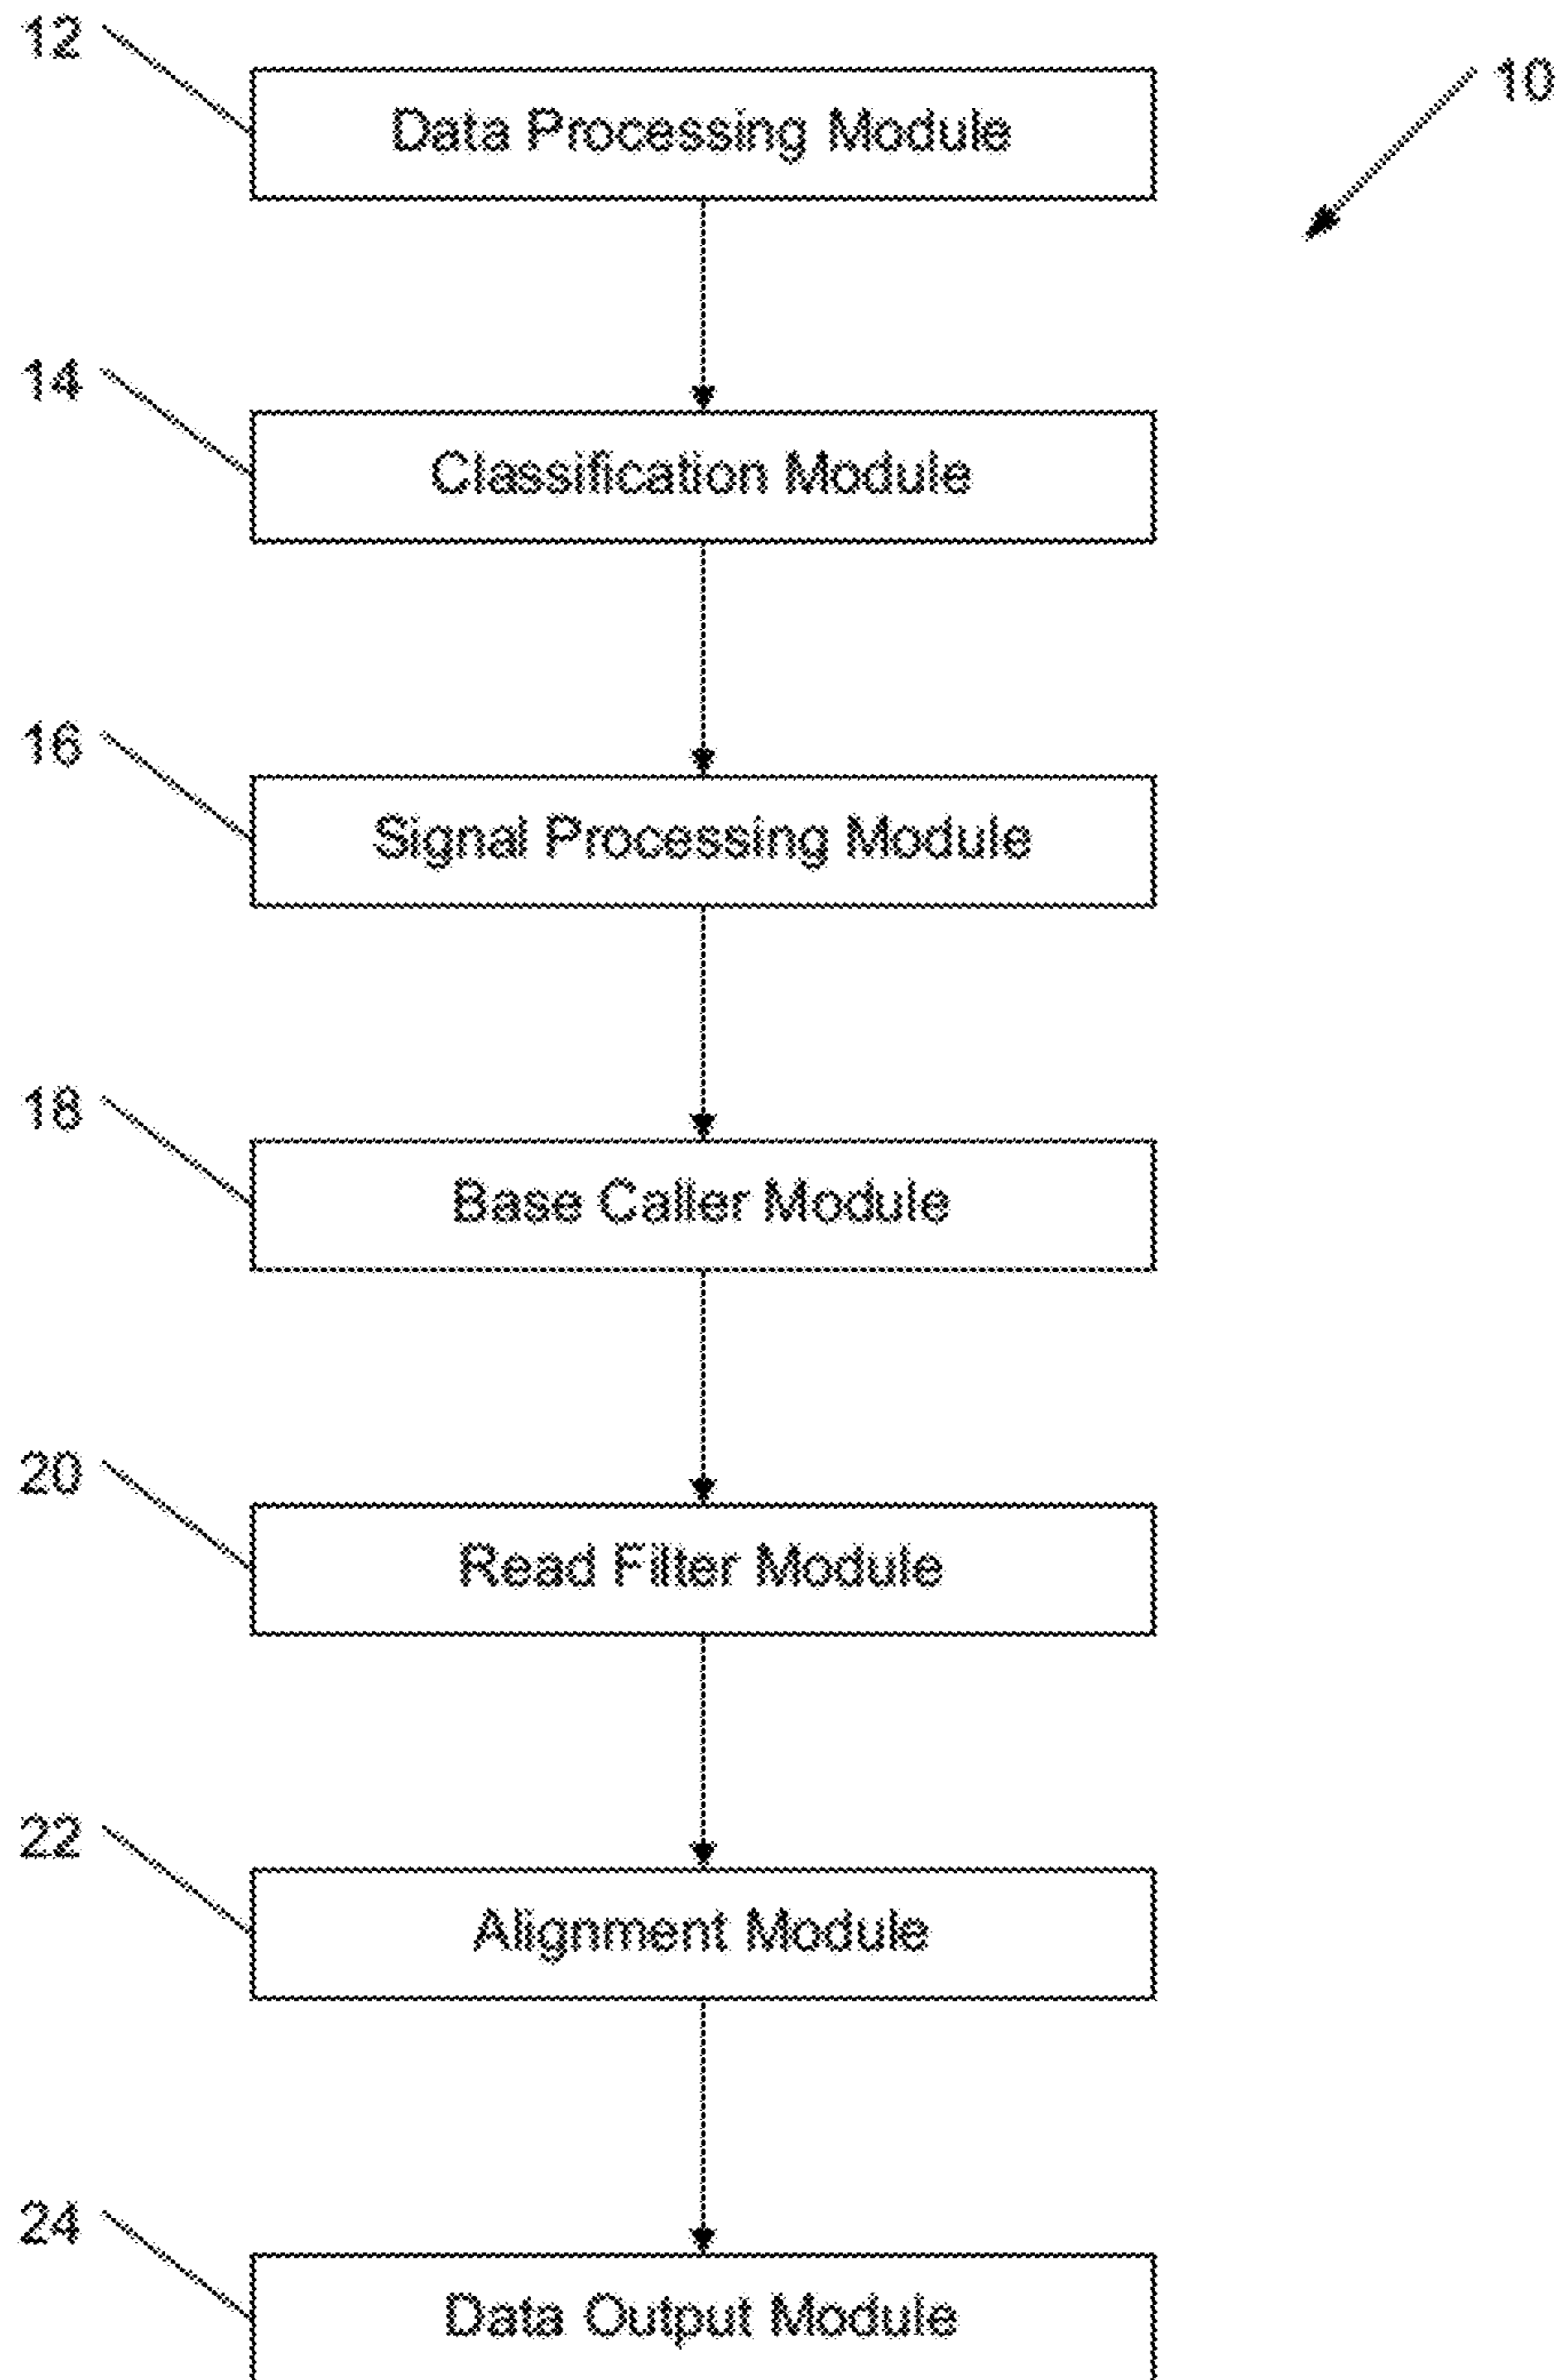 12
Data Processing Module
10
14
Classification Module
16
Signal Processing Module
18
Base Caller Module
20
Read Filter Module
22
Alignment Module
24
Data Output Module